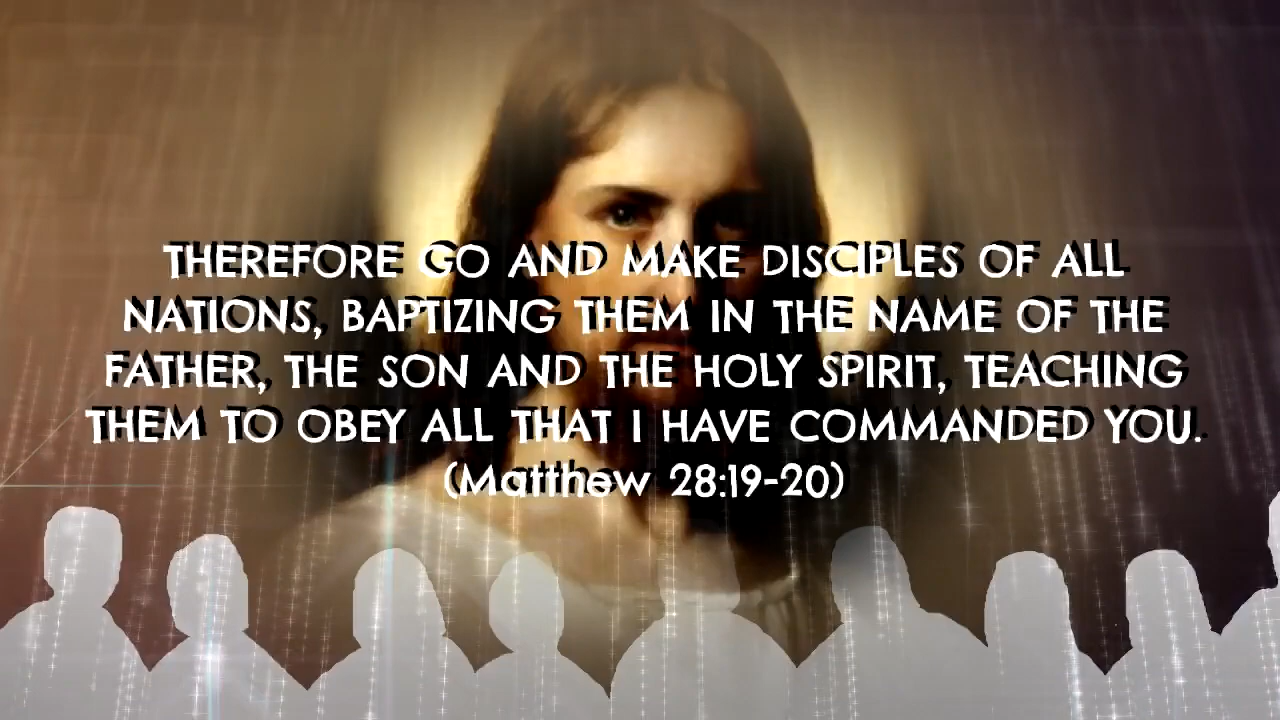 THEREFORE GO AND MAKE DISCIPLES OF ALL
NATIONS, BAPTIZING THEM IN THE NAME OF THE
FATHER, THE SON AND THE HOLY SPIRIT, TEACHING
THEM TO OBEY ALL THAT I HAVE COMMANDED YOU.
(Matthew 28:19-20)